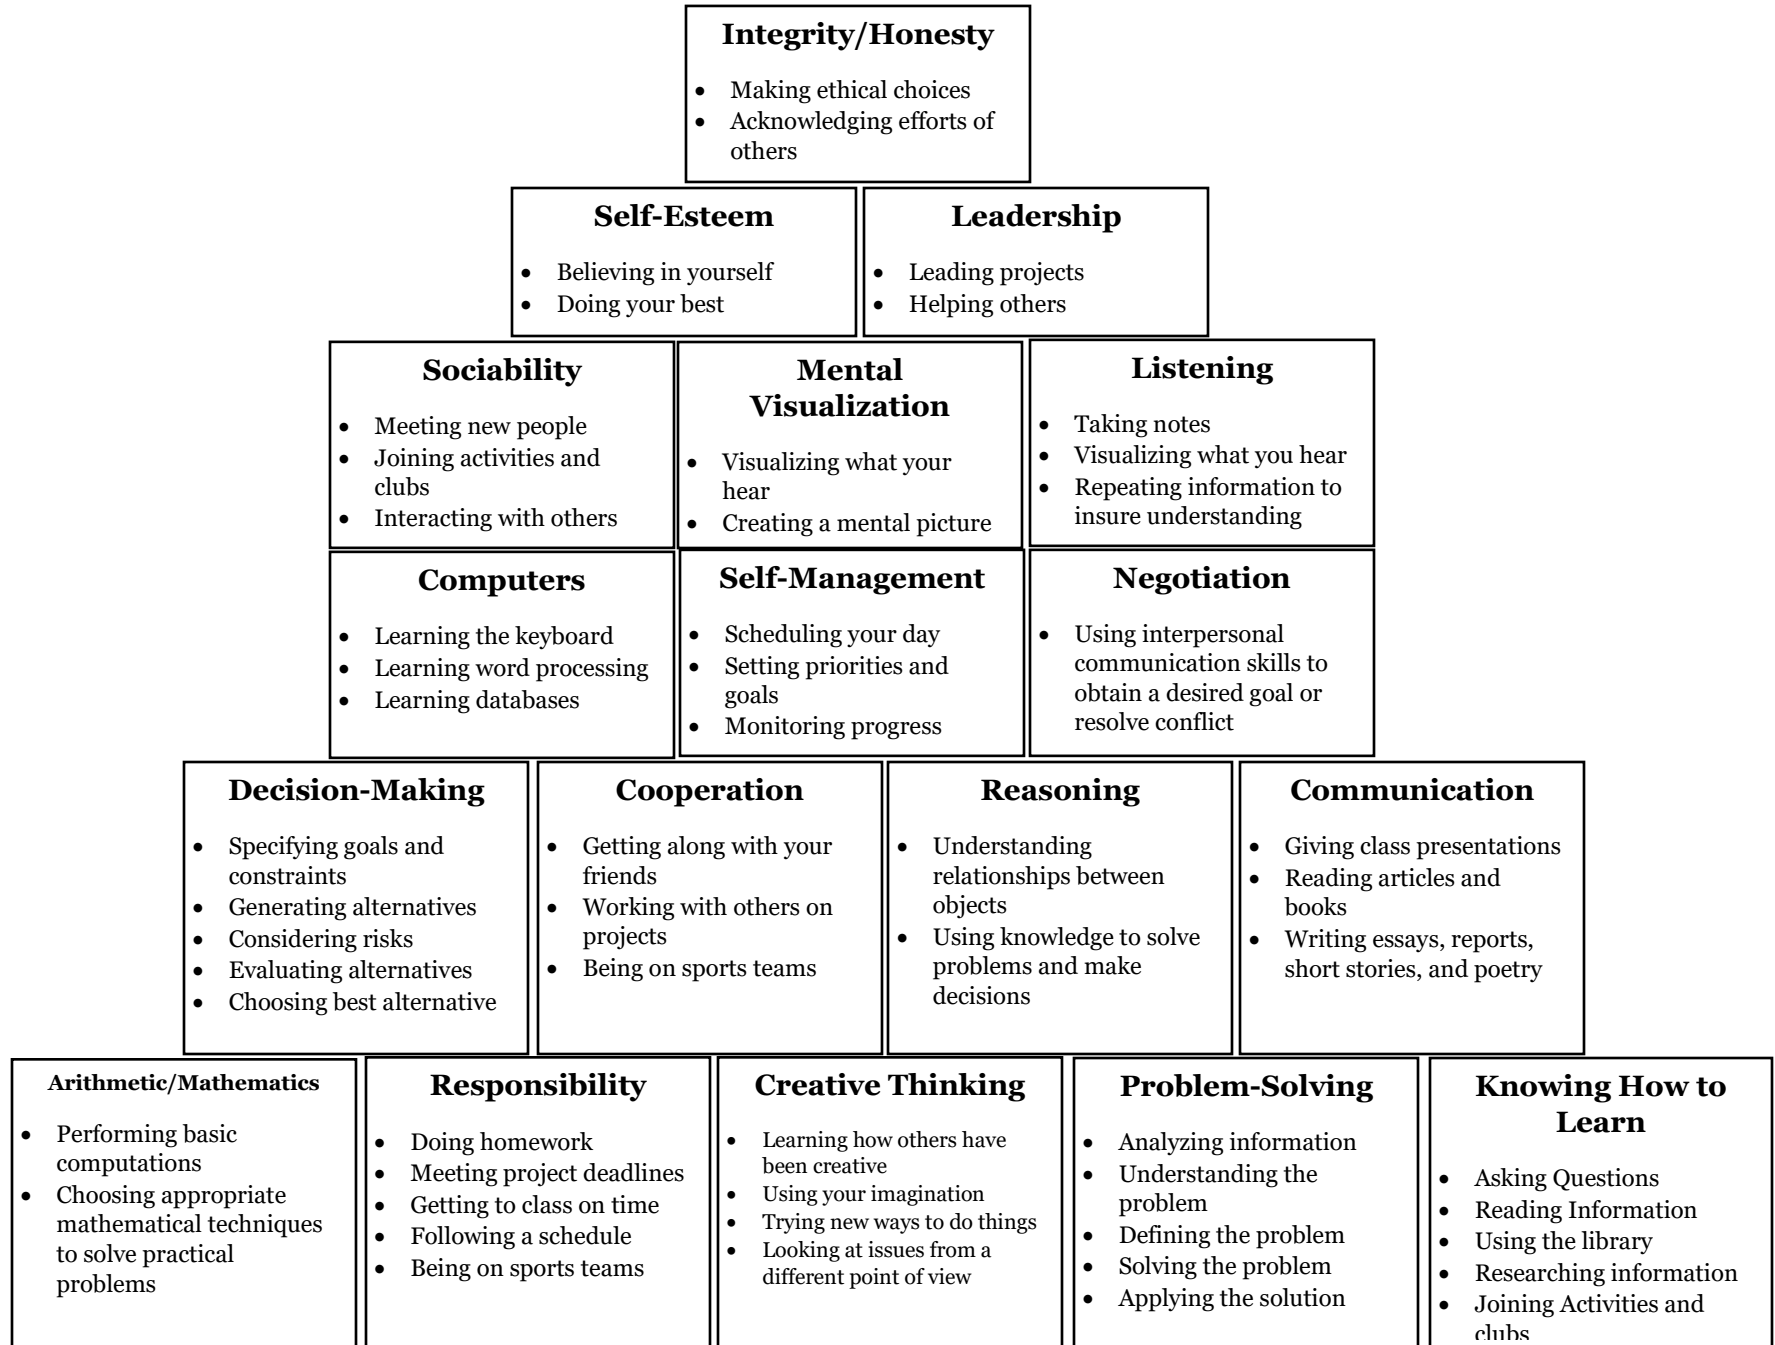 Integrity/Honesty
• Making ethical choices
• Acknowledging efforts of
others
Self-Esteem
• Believing in yourself
• Doing your best
Leadership
• Leading projects
• Helping others
Sociability
• Meeting new people
• Joining activities and
clubs
• Interacting with others
Mental
Visualization
• Visualizing what your
hear
• Creating a mental picture
Listening
• Taking notes
• Visualizing what you hear
• Repeating information to
insure understanding
Computers
• Learning the keyboard
• Learning word processing
• Learning databases
Self-Management
• Scheduling your day
• Setting priorities and
goals
• Monitoring progress
Negotiation
• Using interpersonal
communication skills to
obtain a desired goal or
resolve conflict
Decision-Making
• Specifying goals and
constraints
• Generating alternatives
• Considering risks
• Evaluating alternatives
• Choosing best alternative
Cooperation
• Getting along with your
friends
• Working with others on
projects
• Being on sports teams
Reasoning
• Understanding
relationships between
objects
• Using knowledge to solve
problems and make
decisions
Communication
• Giving class presentations
• Reading articles and
books
• Writing essays, reports,
short stories, and poetry
Arithmetic/Mathematics
• Performing basic
computations
• Choosing appropriate
mathematical techniques
to solve practical
problems
Responsibility
• Doing homework
• Meeting project deadlines
• Getting to class on time
• Following a schedule
• Being on sports teams
Creative Thinking
• Learning how others have
been creative
• Using your imagination
• Trying new ways to do things
• Looking at issues from a
different point of view
Problem-Solving
• Analyzing information
• Understanding the
problem
• Defining the problem
• Solving the problem
• Applying the solution
Knowing How to
Learn
• Asking Questions
• Reading Information
• Using the library
• Researching information
• Joining Activities and
clubs